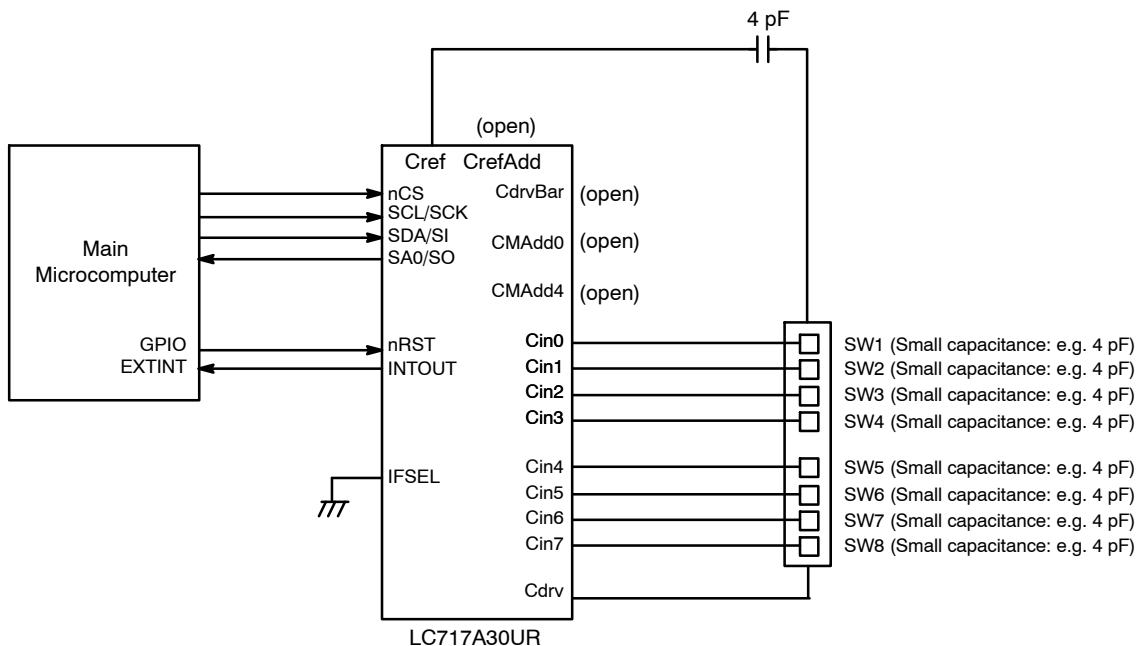 4 pF
(open)
Cref CrefAdd
nCS
CdrvBar (open)
SCL/SCK
SDA/SI
CMAdd0 (open)
Main
Microcomputer
SA0/SO
CMAdd4 (open)
GPIO
nRST
Cin0
SW1 (Small capacitance: e.g. 4 pF)
EXTINT
INTOUT
Cin1
SW2 (Small capacitance: e.g. 4 pF)
Cin2
SW3 (Small capacitance: e.g. 4 pF)
Cin3
SW4 (Small capacitance: e.g. 4 pF)
IFSEL
Cin4
SW5 (Small capacitance: e.g. 4 pF)
Cin5
SW6 (Small capacitance: e.g. 4 pF)
Cin6
SW7 (Small capacitance: e.g. 4 pF)
Cin7
SW8 (Small capacitance: e.g. 4 pF)
Cdrv
LC717A30UR